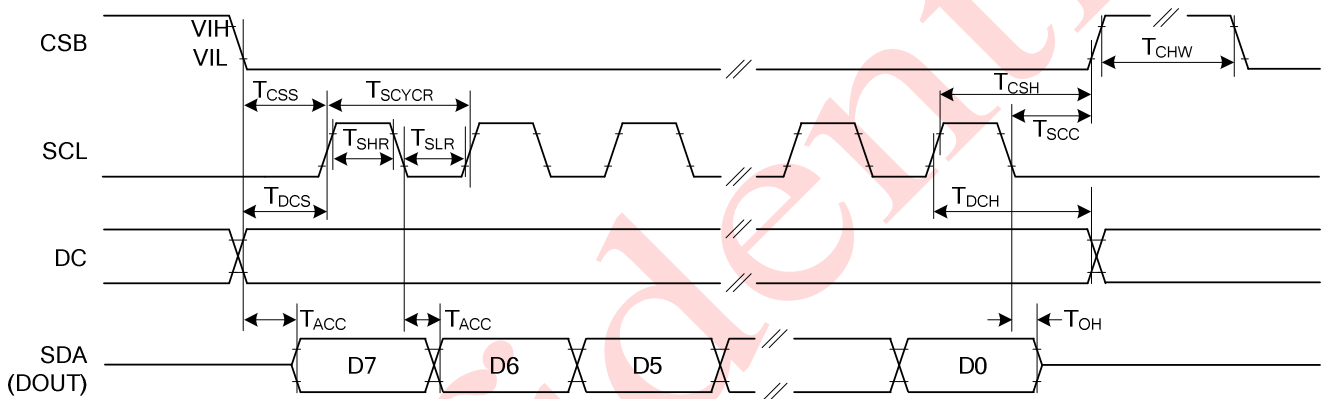 CSB
VIH
VIL
TCHW
TCSS
TSCYCR
TCSH
TSCC
SCL
TSHR
TSLR
TDCS
TDCH
DC
TACC
TACC
TOH
SDA
(DOUT)
D7
D6
D5
D0